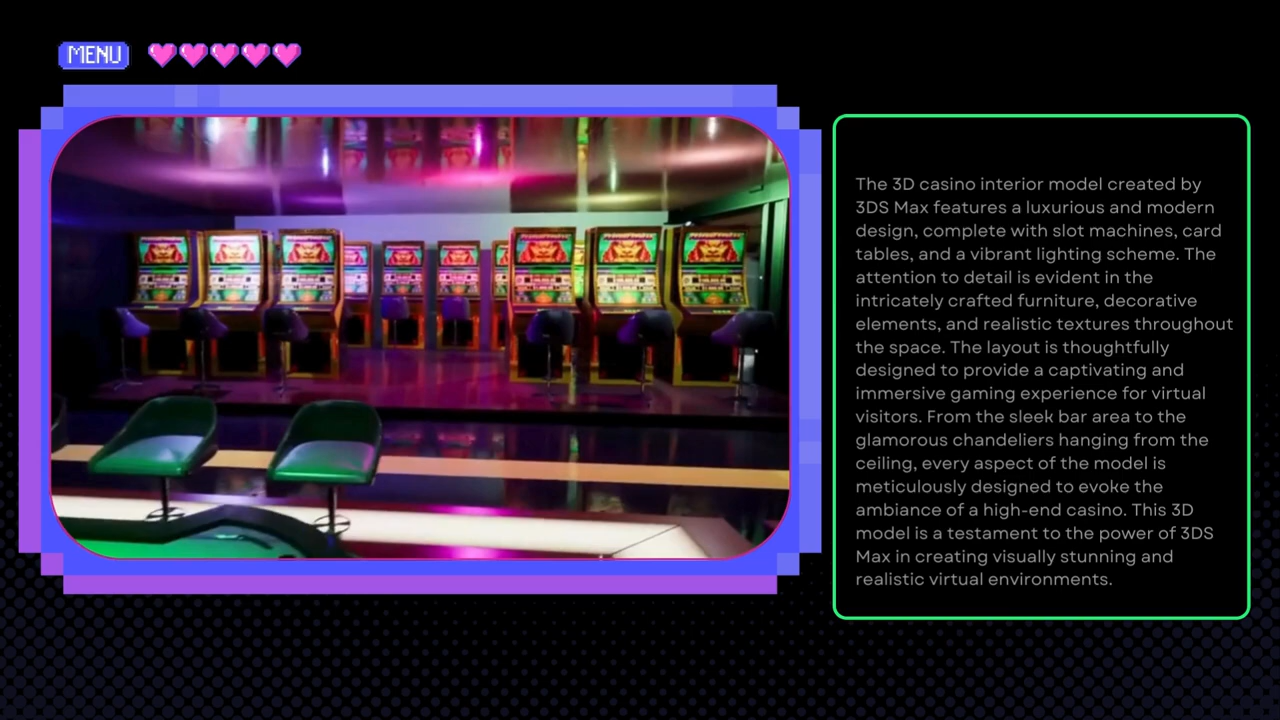 MENU
The 3D casino interior model created by
3DS Max features a luxurious and modern
design, complete with slot machines, card
tables, and a vibrant lighting scheme. The
attention to detail is evident in the
intricately crafted furniture, decorative
elements, and realistic textures throughout
the space. The layout is thoughtfully
designed to provide a captivating and
immersive gaming experience for virtual
visitors. From the sleek bar area to the
glamorous chandeliers hanging from the
ceiling, every aspect of the model is
meticulously designed to evoke the
ambiance of a high-end casino. This 3D
model is a testament to the power of 3DS
Max in creating visually stunning and
realistic virtual environments.